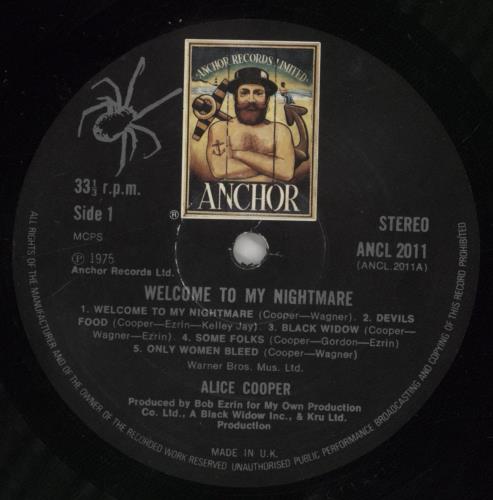 ANCHOR RECORDS LIMITED
ANCHOR
®
33⅓ r.p.m.
Side 1
MCPS
Ⓟ 1975
Anchor Records Ltd.
STEREO
ANCL 2011
(ANCL.2011A)
WELCOME TO MY NIGHTMARE
1. WELCOME TO MY NIGHTMARE (Cooper—Wagner) 2. DEVILS
FOOD (Cooper—Ezrin—Kelley Jay) 3. BLACK WIDOW (Cooper—
Wagner—Ezrin) 4. SOME FOLKS (Cooper—Gordon—Ezrin)
5. ONLY WOMEN BLEED (Cooper—Wagner)
Warner Bros. Mus. Ltd.
ALICE COOPER
Produced by Bob Ezrin for My Own Production
Co. Ltd., A Black Widow Inc., & Kru Ltd.
Production
MADE IN U.K.
ALL RIGHTS OF THE MANUFACTURER AND OF THE OWNER OF THE RECORDED WORK RESERVED UNAUTHORISED PUBLIC PERFORMANCE BROADCASTING AND COPYING OF THIS RECORD PROHIBITED